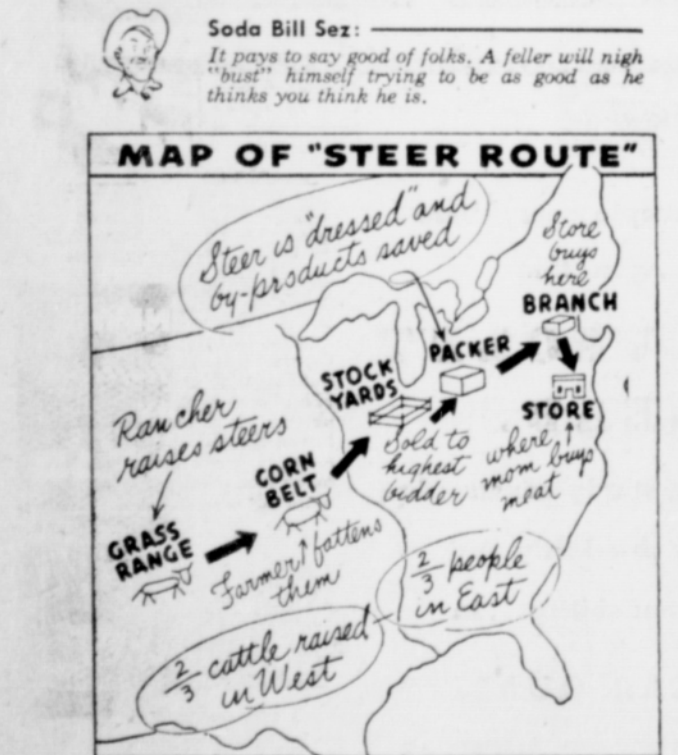 Soda Bill Sez:
It pays to say good of folks. A feller will nigh
"bust" himself trying to be as good as he
thinks you think he is.
MAP OF "STEER ROUTE"
Steer is "dressed" and
by-products saved
Store
buys
here
BRANCH
PACKER
STOCK
YARDS
STORE
Rancher
raises steers
Sold to
highest
bidder
where
mom buys
meat
CORN
BELT
GRASS
RANGE
Farmer fattens
them
2/3 people
in East
2/3 cattle raised
in West